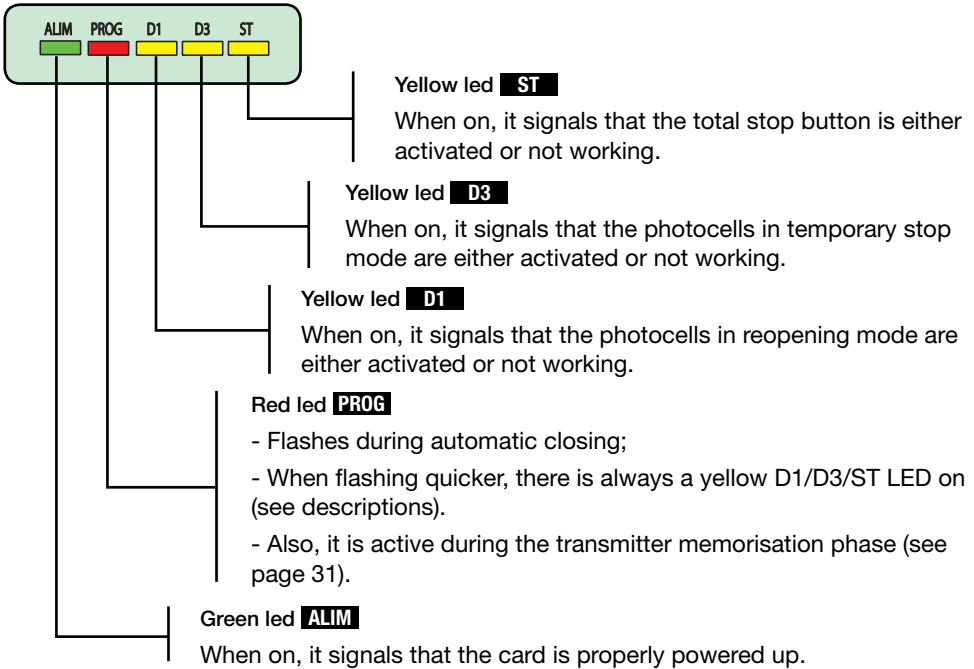 ALIM PROG D1 D3 ST
Yellow led ST
When on, it signals that the total stop button is either
activated or not working.
Yellow led D3
When on, it signals that the photocells in temporary stop
mode are either activated or not working.
Yellow led D1
When on, it signals that the photocells in reopening mode are
either activated or not working.
Red led PROG
- Flashes during automatic closing;
- When flashing quicker, there is always a yellow D1/D3/ST LED on
(see descriptions).
- Also, it is active during the transmitter memorisation phase (see
page 31).
Green led ALIM
When on, it signals that the card is properly powered up.